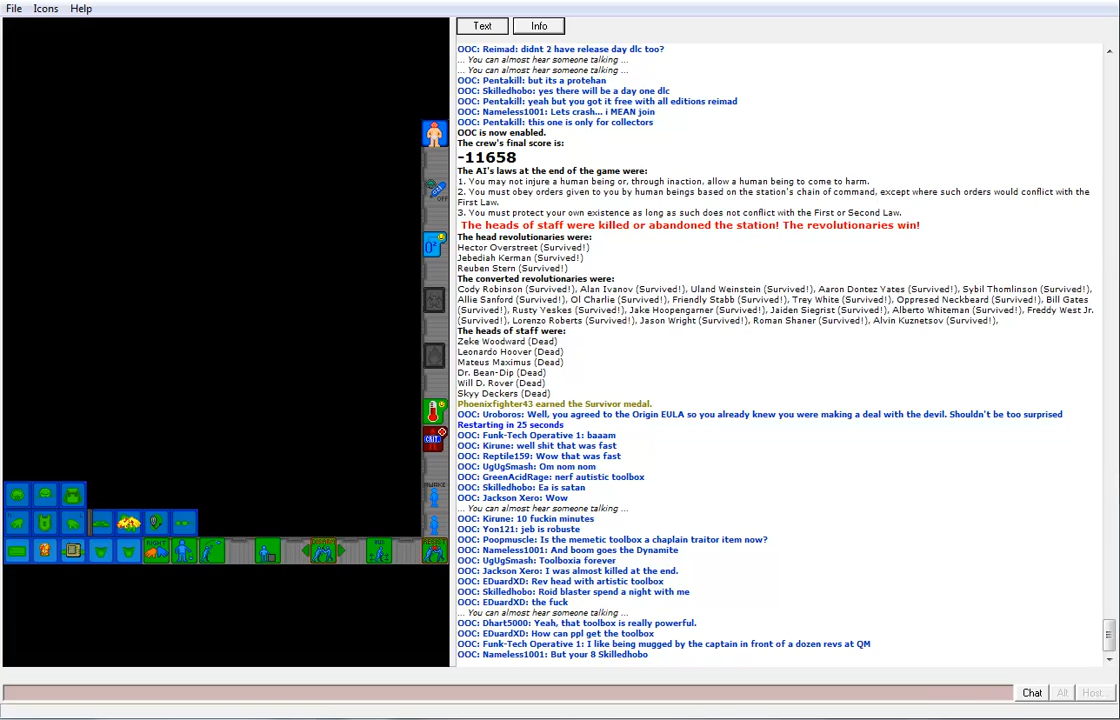 File Icons Help
Text Info
OOC: Reimad: didnt 2 have release day dlc too?
... You can almost hear someone talking ...
... You can almost hear someone talking ...
OOC: Pentakill: but its a protehan
OOC: Skilledhobo: yes there will be a day one dlc
OOC: Pentakill: yeah but you got it free with all editions reimad
OOC: Nameless1001: Lets crash... i MEAN join
OOC: Pentakill: this one is only for collectors
OOC is now enabled.
The crew's final score is:
-11658
The AI's laws at the end of the game were:
1. You may not injure a human being or, through inaction, allow a human being to come to harm.
2. You must obey orders given to you by human beings based on the station's chain of command, except where such orders would conflict with the
First Law.
3. You must protect your own existence as long as such does not conflict with the First or Second Law.
The heads of staff were killed or abandoned the station! The revolutionaries win!
The head revolutionaries were:
Hector Overstreet (Survived!)
Jebediah Kerman (Survived!)
Reuben Stern (Survived!)
The converted revolutionaries were:
Cody Robinson (Survived!), Alan Ivanov (Survived!), Uland Weinstein (Survived!), Aaron Dontez Yates (Survived!), Sybil Thomlinson (Survived!),
Allie Sanford (Survived!), Ol Charlie (Survived!), Friendly Stabb (Survived!), Trey White (Survived!), Oppressed Neckbeard (Survived!), Bill Gates
(Survived!), Rusty Yeskes (Survived!), Jake Hoopengarner (Survived!), Jaiden Siegrist (Survived!), Alberto Whiteman (Survived!), Freddy West Jr.
(Survived!), Lorenzo Roberts (Survived!), Jason Wright (Survived!), Roman Shaner (Survived!), Alvin Kuznetsov (Survived!),
The heads of staff were:
Zeke Woodward (Dead)
Leonardo Hoover (Dead)
Mateus Maximus (Dead)
Dr. Bean-Dip (Dead)
Will D. Rover (Dead)
Skyy Deckers (Dead)
Phoenixfighter43 earned the Survivor medal.
OOC: Uroboros: Well, you agreed to the Origin EULA so you already knew you were making a deal with the devil. Shouldn't be too surprised
Restarting in 25 seconds
OOC: Funk-Tech Operative 1: baaam
OOC: Kirune: well shit that was fast
OOC: Reptile159: Wow that was fast
OOC: UgUgSmash: Om nom nom
OOC: GreenAcidRage: nerf autistic toolbox
OOC: Skilledhobo: Ea is satan
OOC: Jackson Xero: Wow
... You can almost hear someone talking ...
OOC: Kirune: 10 fuckin minutes
OOC: Yon121: jeb is robuste
OOC: Poopmuscle: Is the memetic toolbox a chaplain traitor item now?
OOC: Nameless1001: And boom goes the Dynamite
OOC: UgUgSmash: Toolboxia forever
OOC: Jackson Xero: I was almost killed at the end.
OOC: EDuardXD: Rev head with artistic toolbox
OOC: Skilledhobo: Roid blaster spend a night with me
OOC: EDuardXD: the fuck
... You can almost hear someone talking ...
OOC: Dhart5000: Yeah, that toolbox is really powerful.
OOC: EDuardXD: How can ppl get the toolbox
OOC: Funk-Tech Operative 1: I like being mugged by the captain in front of a dozen revs at QM
OOC: Nameless1001: But your 8 Skilledhobo
OFF
CRIT
AWAKE
RIGHT
Chat Alt Host...